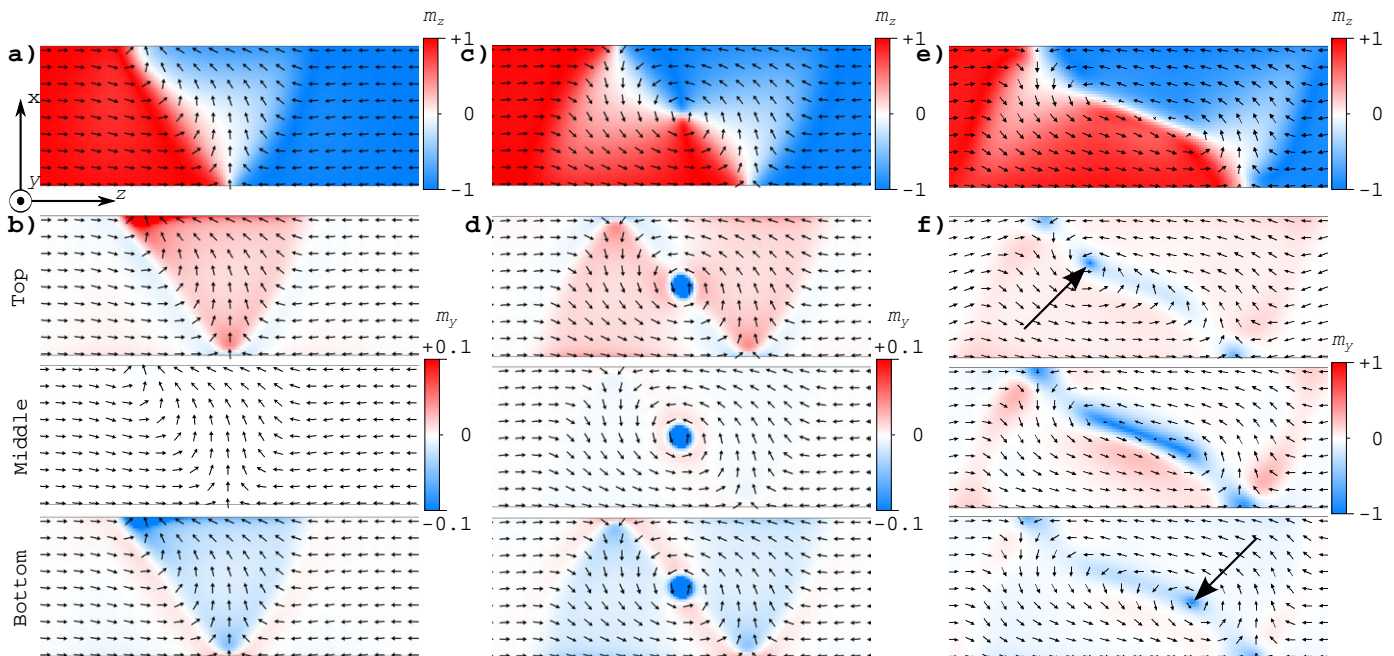 a)
m_z
+1
0
-1
x
y
z
c)
m_z
+1
0
-1
e)
m_z
+1
0
-1
b)
Top
Middle
Bottom
d)
m_y
+0.1
0
-0.1
m_y
+0.1
0
-0.1
f)
m_y
+1
0
-1